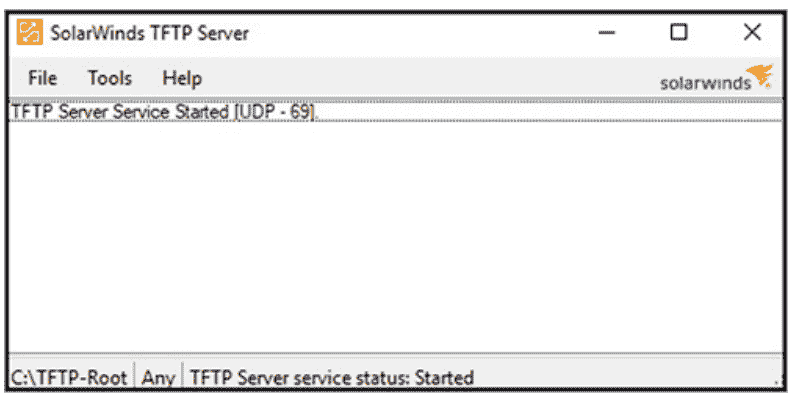 SolarWinds TFTP Server
File Tools Help
solarwinds
TFTP Server Service Started [UDP - 69].
C:\TFTP-Root Any TFTP Server service status: Started